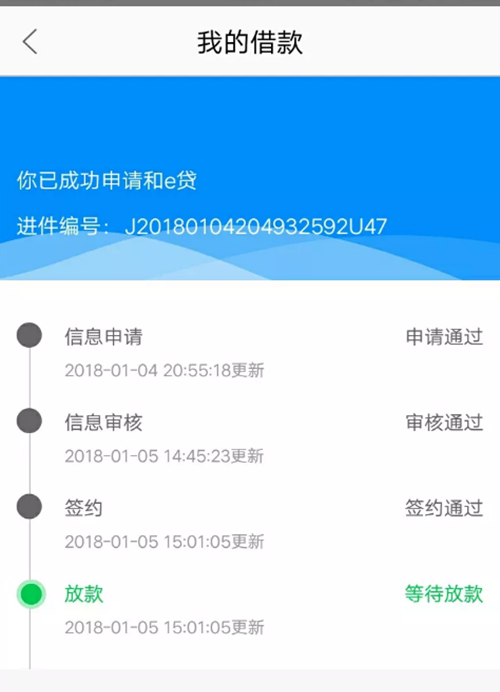 我的借款
你已成功申请和e贷
进件编号：J20180104204932592U47
信息申请 申请通过
2018-01-04 20:55:18更新
信息审核 审核通过
2018-01-05 14:45:23更新
签约 签约通过
2018-01-05 15:01:05更新
放款 等待放款
2018-01-05 15:01:05更新